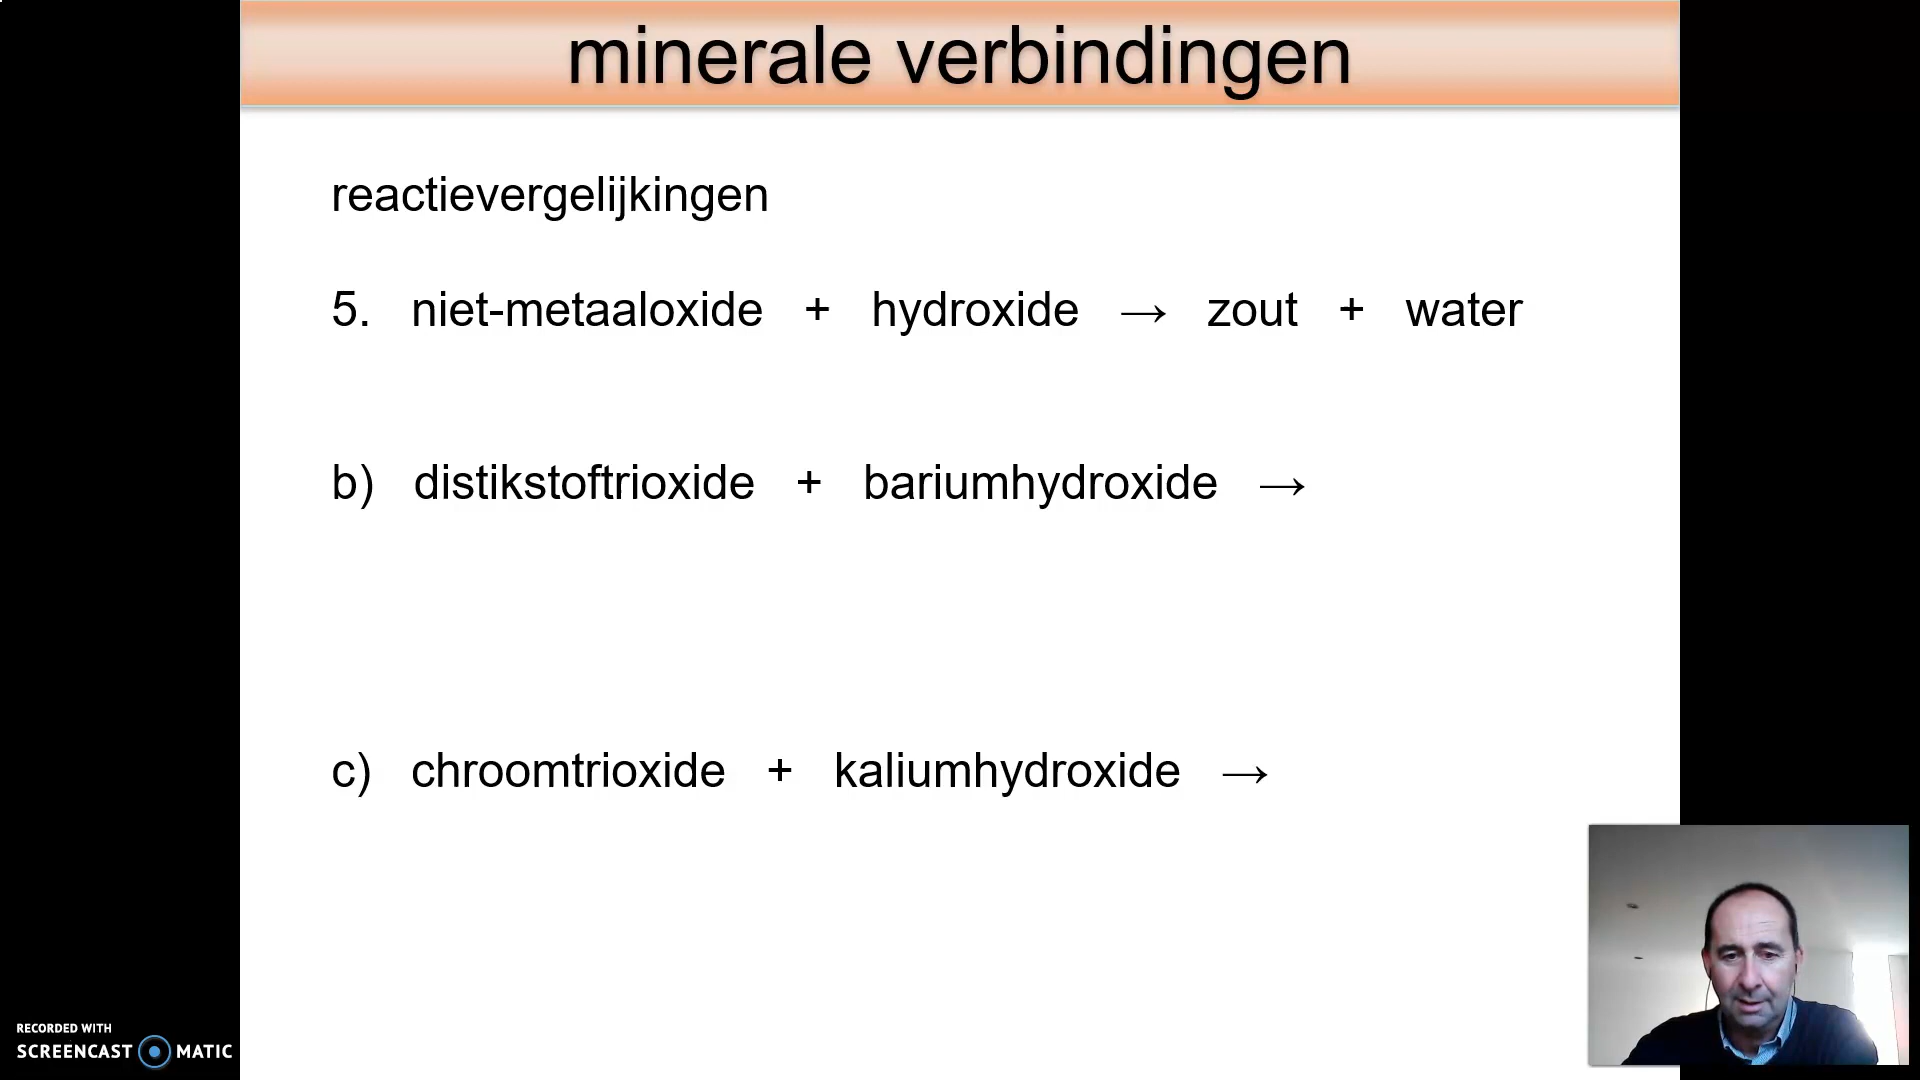 minerale verbindingen
reactievergelijkingen
5. niet-metaaloxide + hydroxide → zout + water
b) distikstoftrioxide + bariumhydroxide →
c) chroomtrioxide + kaliumhydroxide →
RECORDED WITH
SCREENCAST MATIC